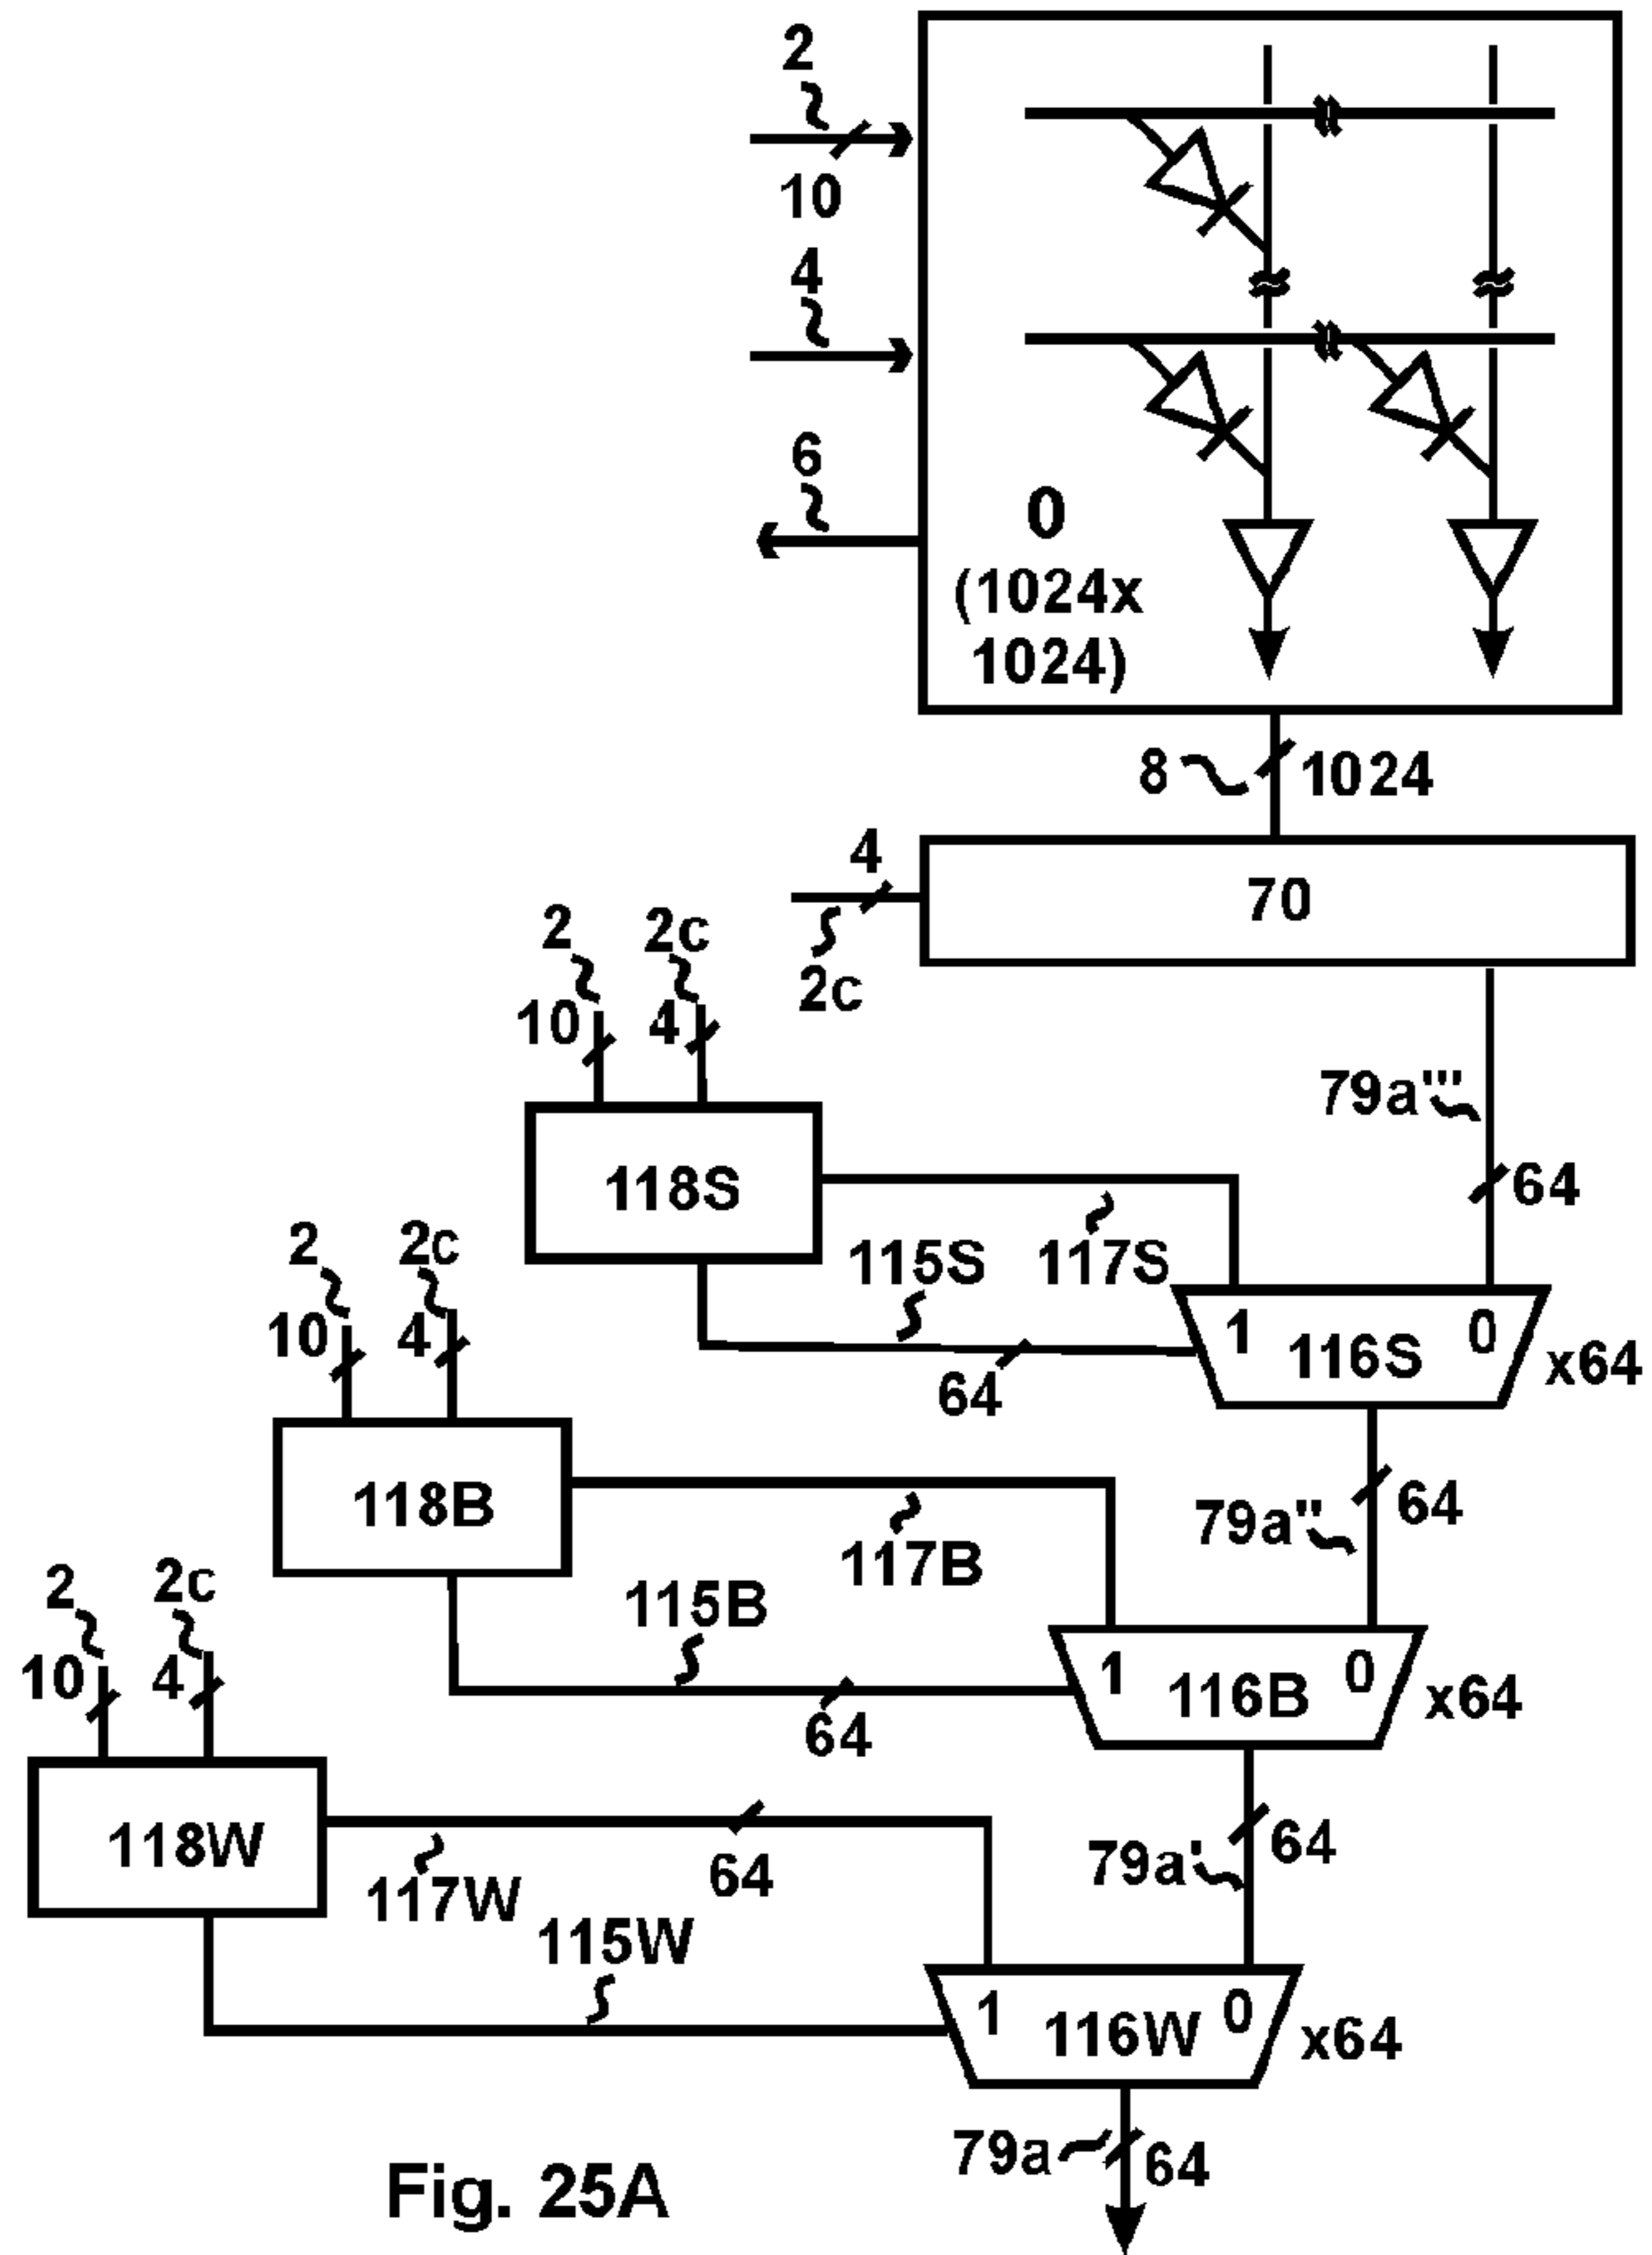 2
10
4
6
0
(1024x
1024)
8
1024
4
70
2c
2
2c
10
4
79a'''
64
118S
115S
117S
2
2c
10
4
1
116S
0
x64
64
118B
79a''
64
117B
115B
2
2c
10
4
1
116B
0
x64
64
118W
79a'
64
117W
64
115W
1
116W
0
x64
79a
64
Fig. 25A